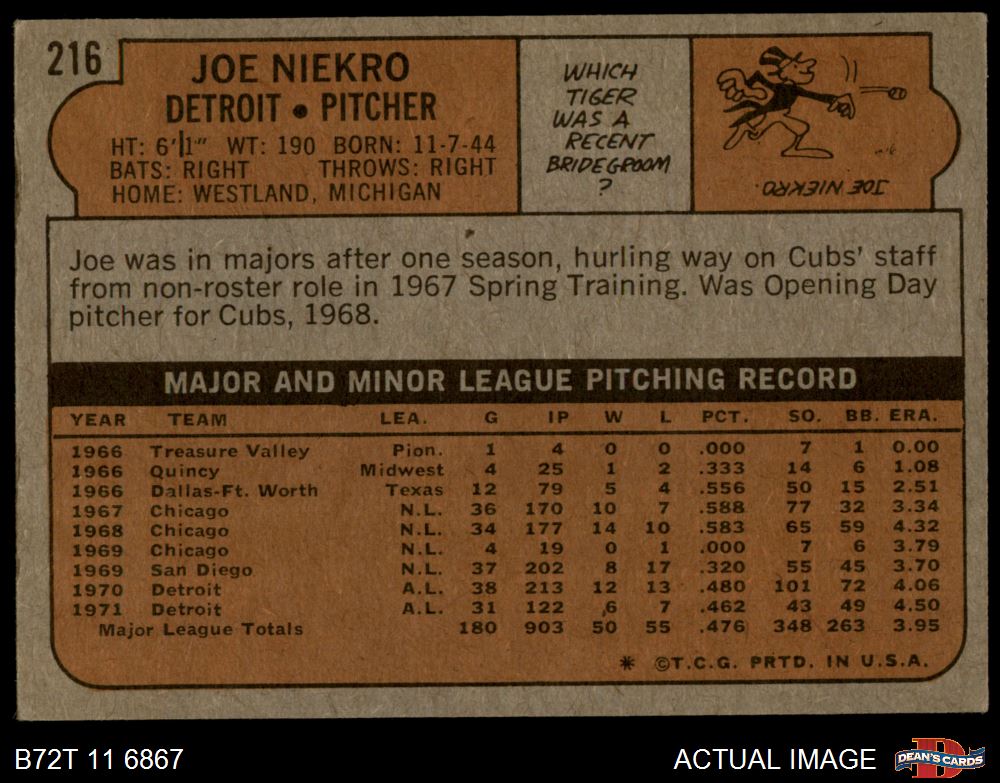 216
JOE NIEKRO
DETROIT • PITCHER
HT: 6'1" WT: 190 BORN: 11-7-44
BATS: RIGHT THROWS: RIGHT
HOME: WESTLAND, MICHIGAN
WHICH
TIGER
WAS A
RECENT
BRIDEGROOM
?
JOE NIEKRO.
Joe was in majors after one season, hurling way on Cubs' staff
from non-roster role in 1967 Spring Training. Was Opening Day
pitcher for Cubs, 1968.
MAJOR AND MINOR LEAGUE PITCHING RECORD
YEAR TEAM LEA. G IP W L PCT. SO. BB. ERA.
1966 Treasure Valley Pion. 1 4 0 0 .000 7 1 0.00
1966 Quincy Midwest 4 25 1 2 .333 14 6 1.08
1966 Dallas-Ft. Worth Texas 12 79 5 4 .556 50 15 2.51
1967 Chicago N.L. 36 170 10 7 .588 77 32 3.34
1968 Chicago N.L. 34 177 14 10 .583 65 59 4.32
1969 Chicago N.L. 4 19 0 1 .000 7 6 3.79
1969 San Diego N.L. 37 202 8 17 .320 55 45 3.70
1970 Detroit A.L. 38 213 12 13 .480 101 72 4.06
1971 Detroit A.L. 31 122 6 7 .462 43 49 4.50
Major League Totals 180 903 50 55 .476 348 263 3.95
* ©T.C.G. PRTD. IN U.S.A.
B72T 11 6867
ACTUAL IMAGE
D
DEAN'S CARDS